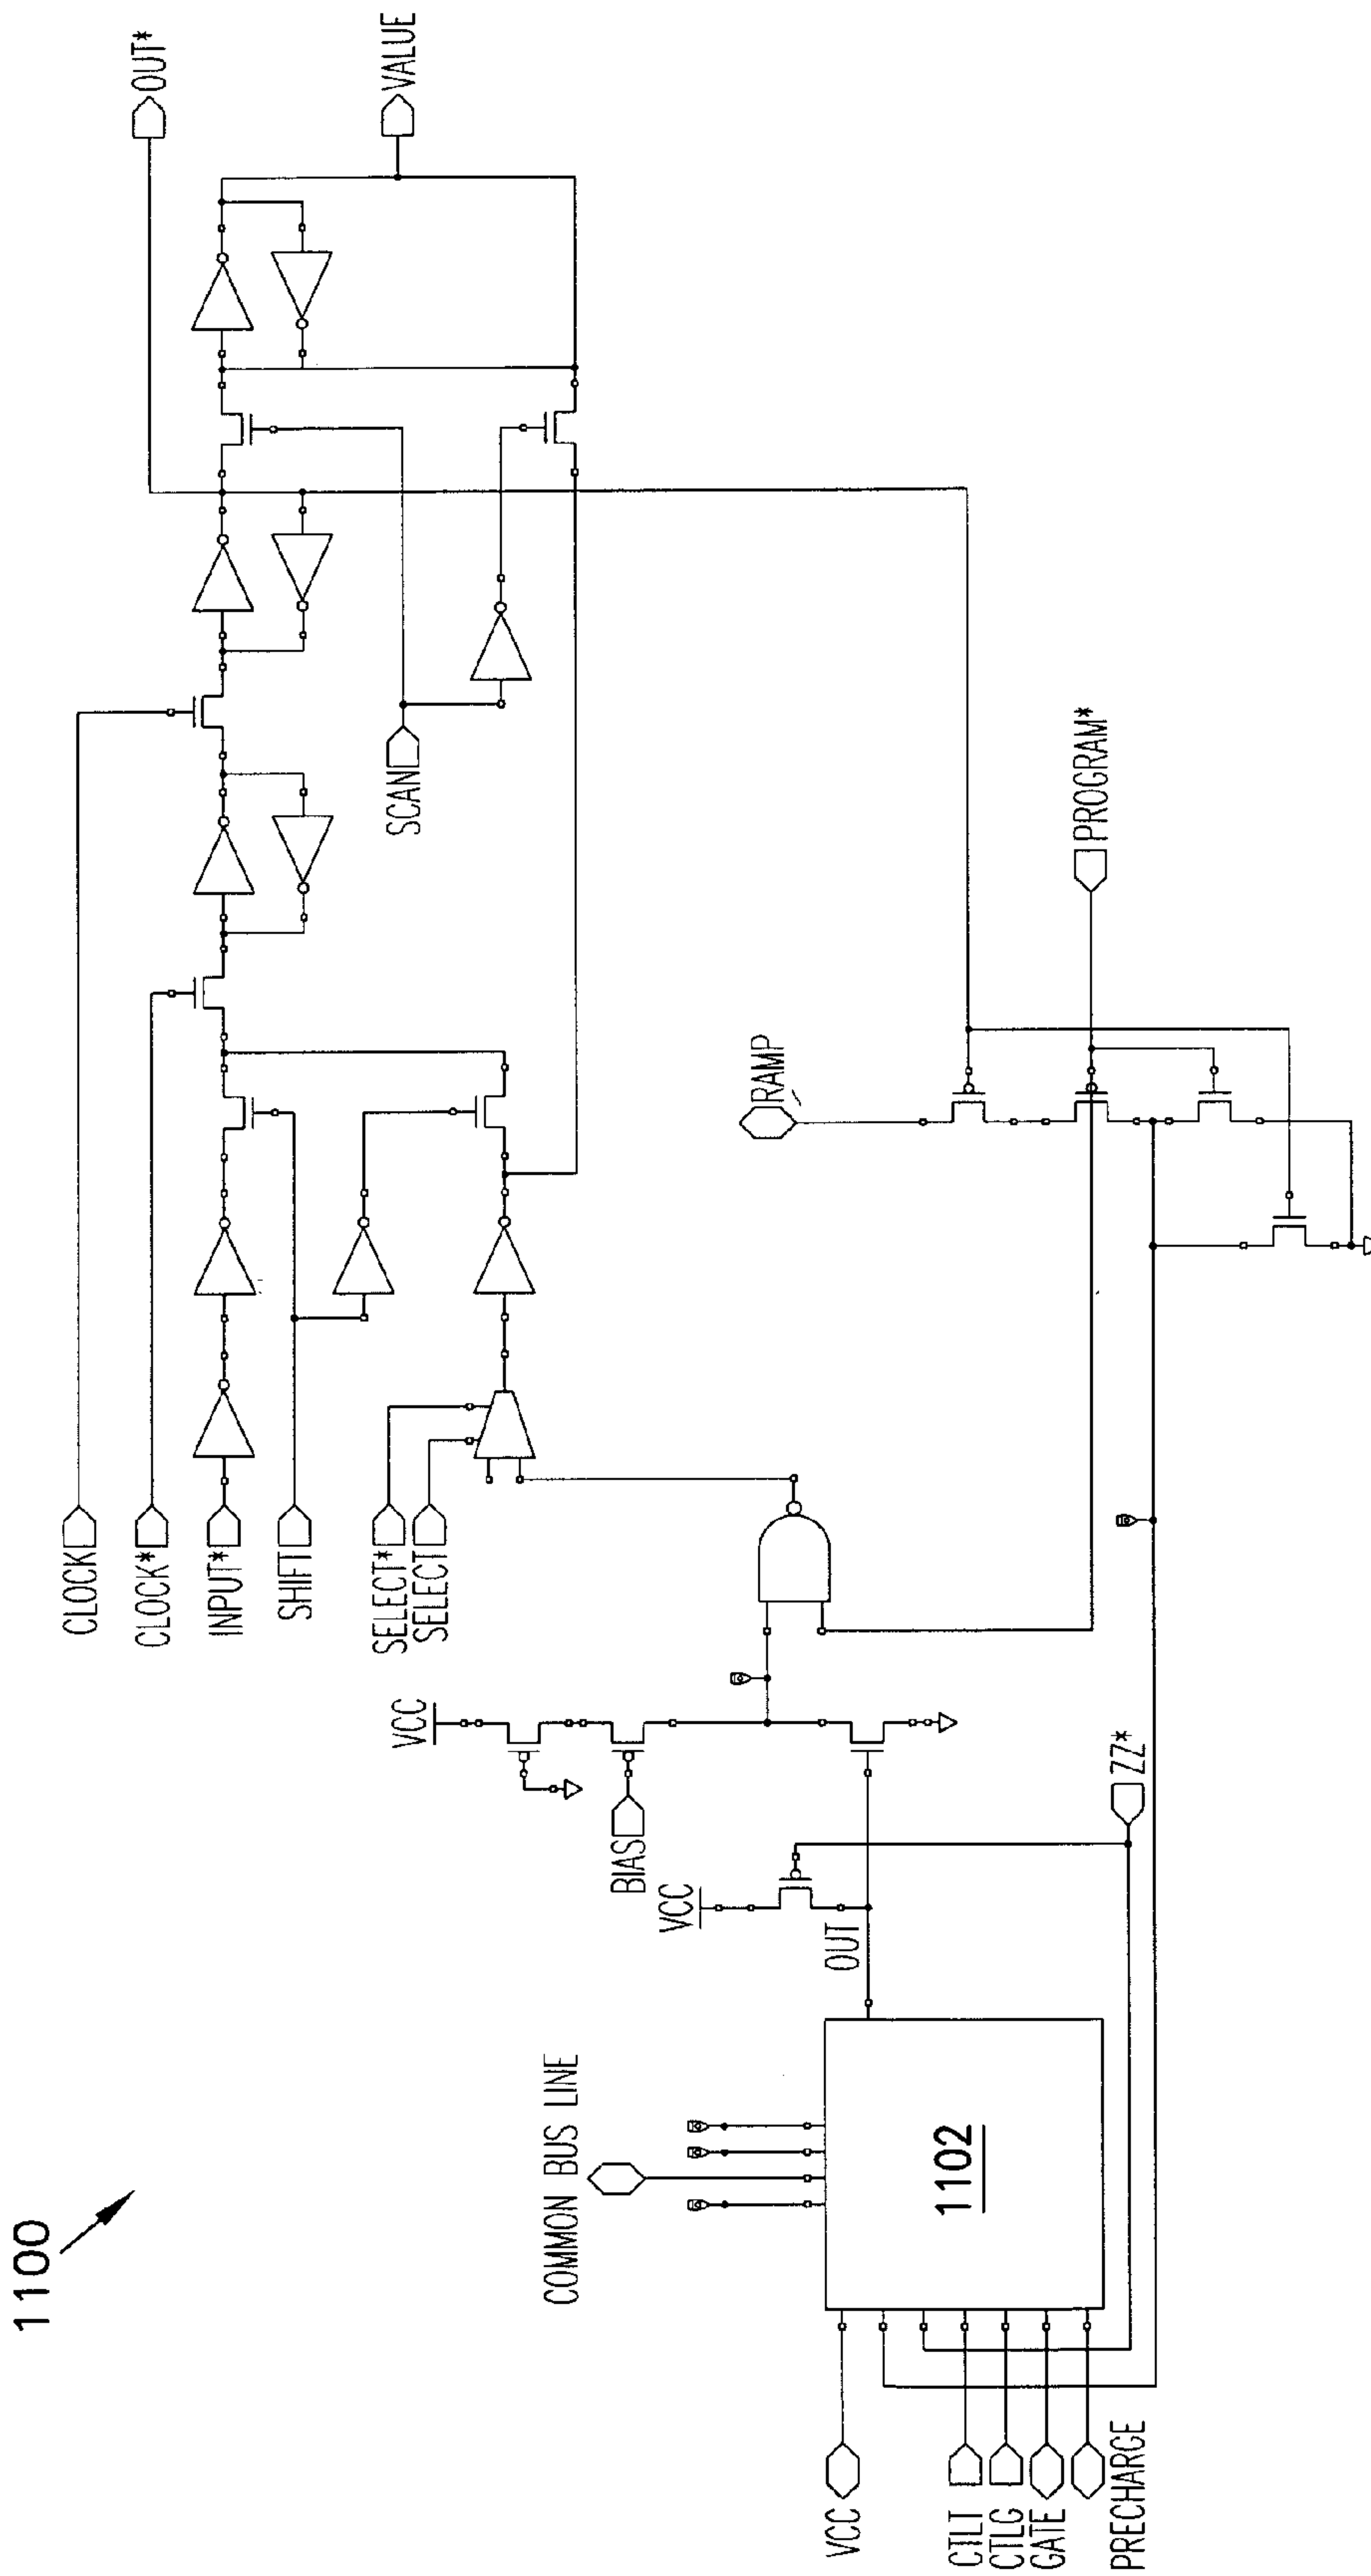 1100
VCC
CTLT
CTLG
GATE
PRECHARGE
COMMON BUS LINE
1102
OUT
VCC
BIAS
VCC
ZZ*
CLOCK
CLOCK*
INPUT*
SHIFT
SELECT*
SELECT
RAMP
PROGRAM*
SCAN
OUT*
VALUE